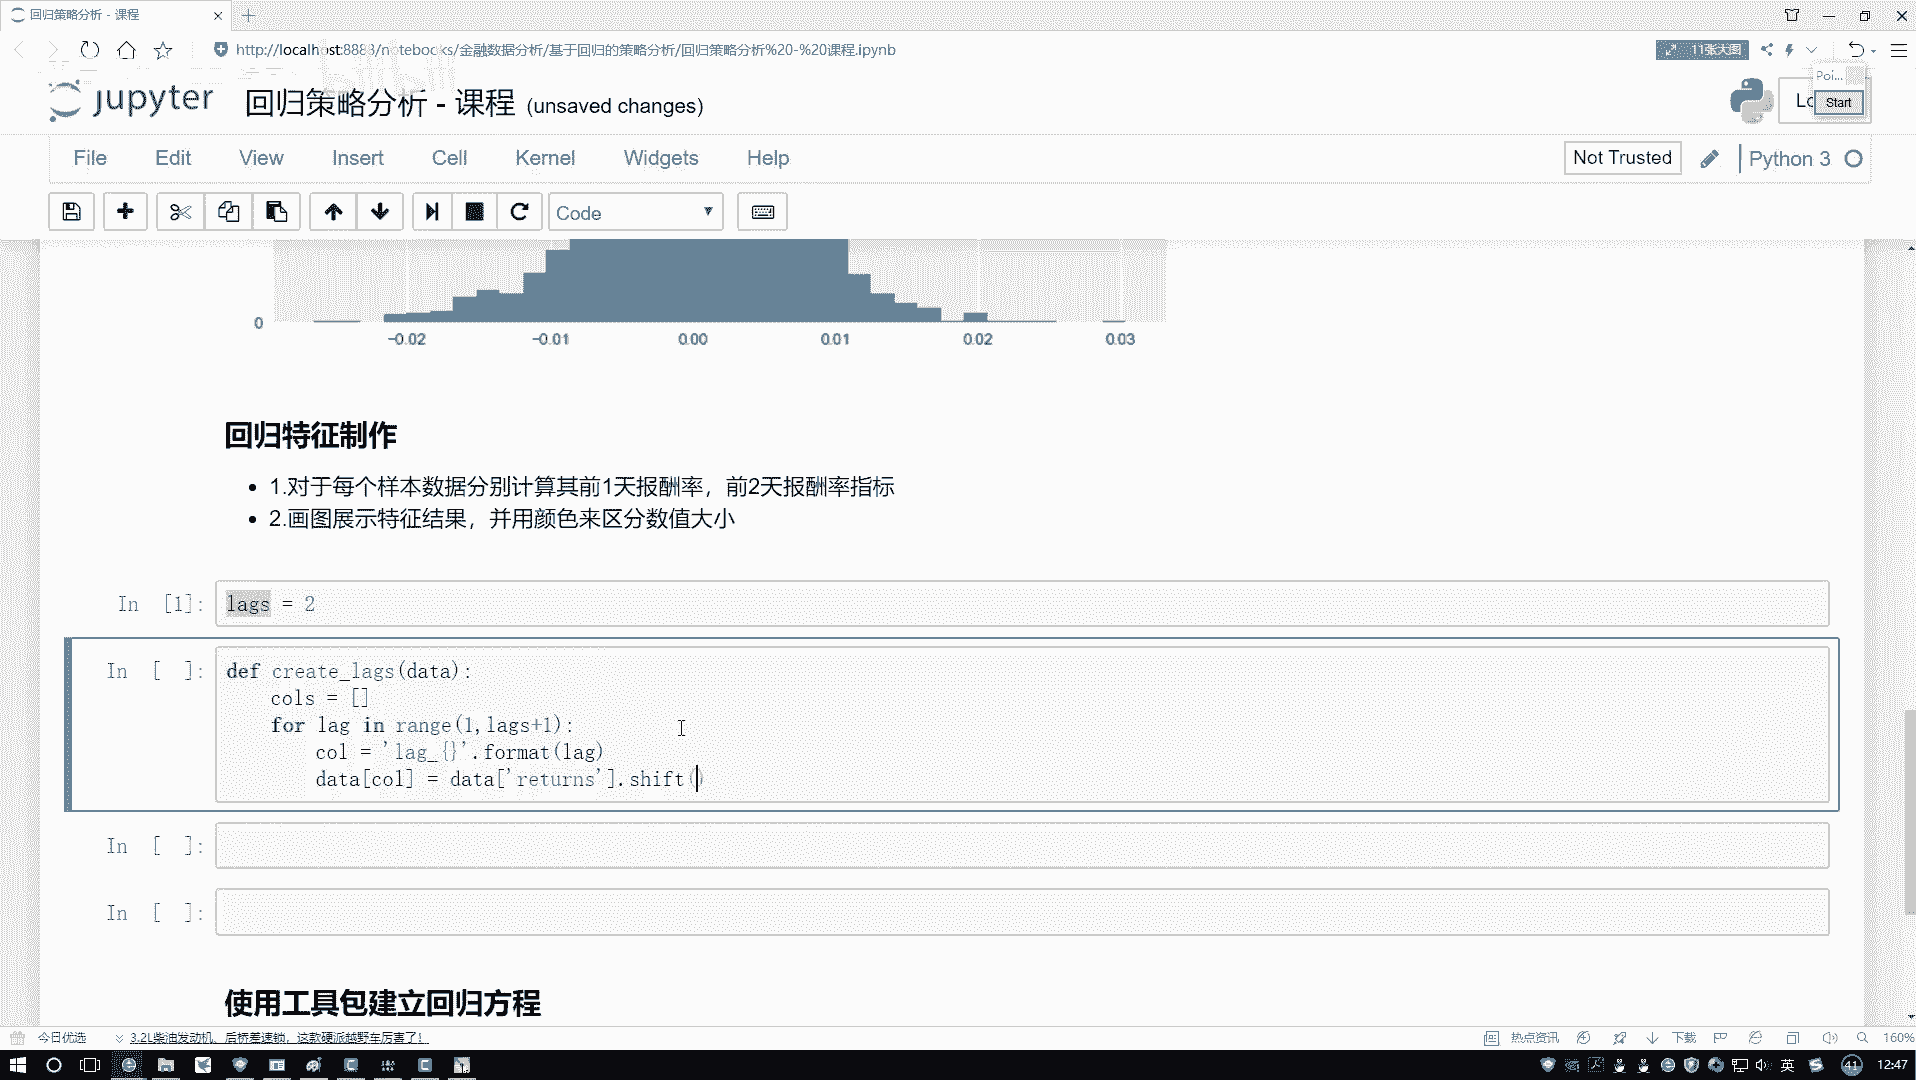 回归策略分析 - 课程
http://localhost:8888/notebooks/金融数据分析/基于回归的策略分析/回归策略分析%20-%20课程.ipynb
11张大图
Poi...
jupyter 回归策略分析 - 课程 (unsaved changes)
Start
File Edit View Insert Cell Kernel Widgets Help
Not Trusted
Python 3
Code
0
-0.02 -0.01 0.00 0.01 0.02 0.03
回归特征制作
1.对于每个样本数据分别计算其前1天报酬率，前2天报酬率指标
2.画图展示特征结果，并用颜色来区分数值大小
In [1]: lags = 2
In [ ]: def create_lags(data):
cols = []
for lag in range(1,lags+1):
col = 'lag_{}'.format(lag)
data[col] = data['returns'].shift()
In [ ]:
In [ ]:
使用工具包建立回归方程
今日优选
3.2L柴油发动机、后桥差速锁，这款硬派越野车厉害了！
热点资讯
下载
160%
英
41
12:47